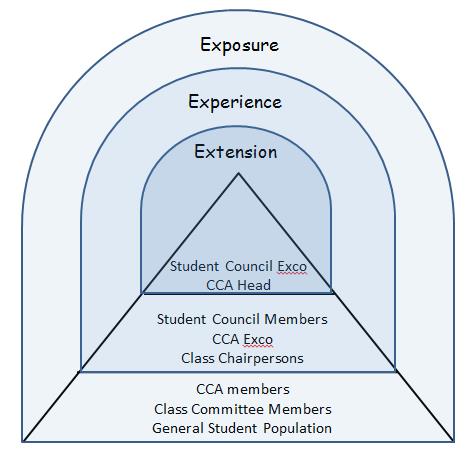 Exposure
Experience
Extension
Student Council Exco
CCA Head
Student Council Members
CCA Exco
Class Chairpersons
CCA members
Class Committee Members
General Student Population